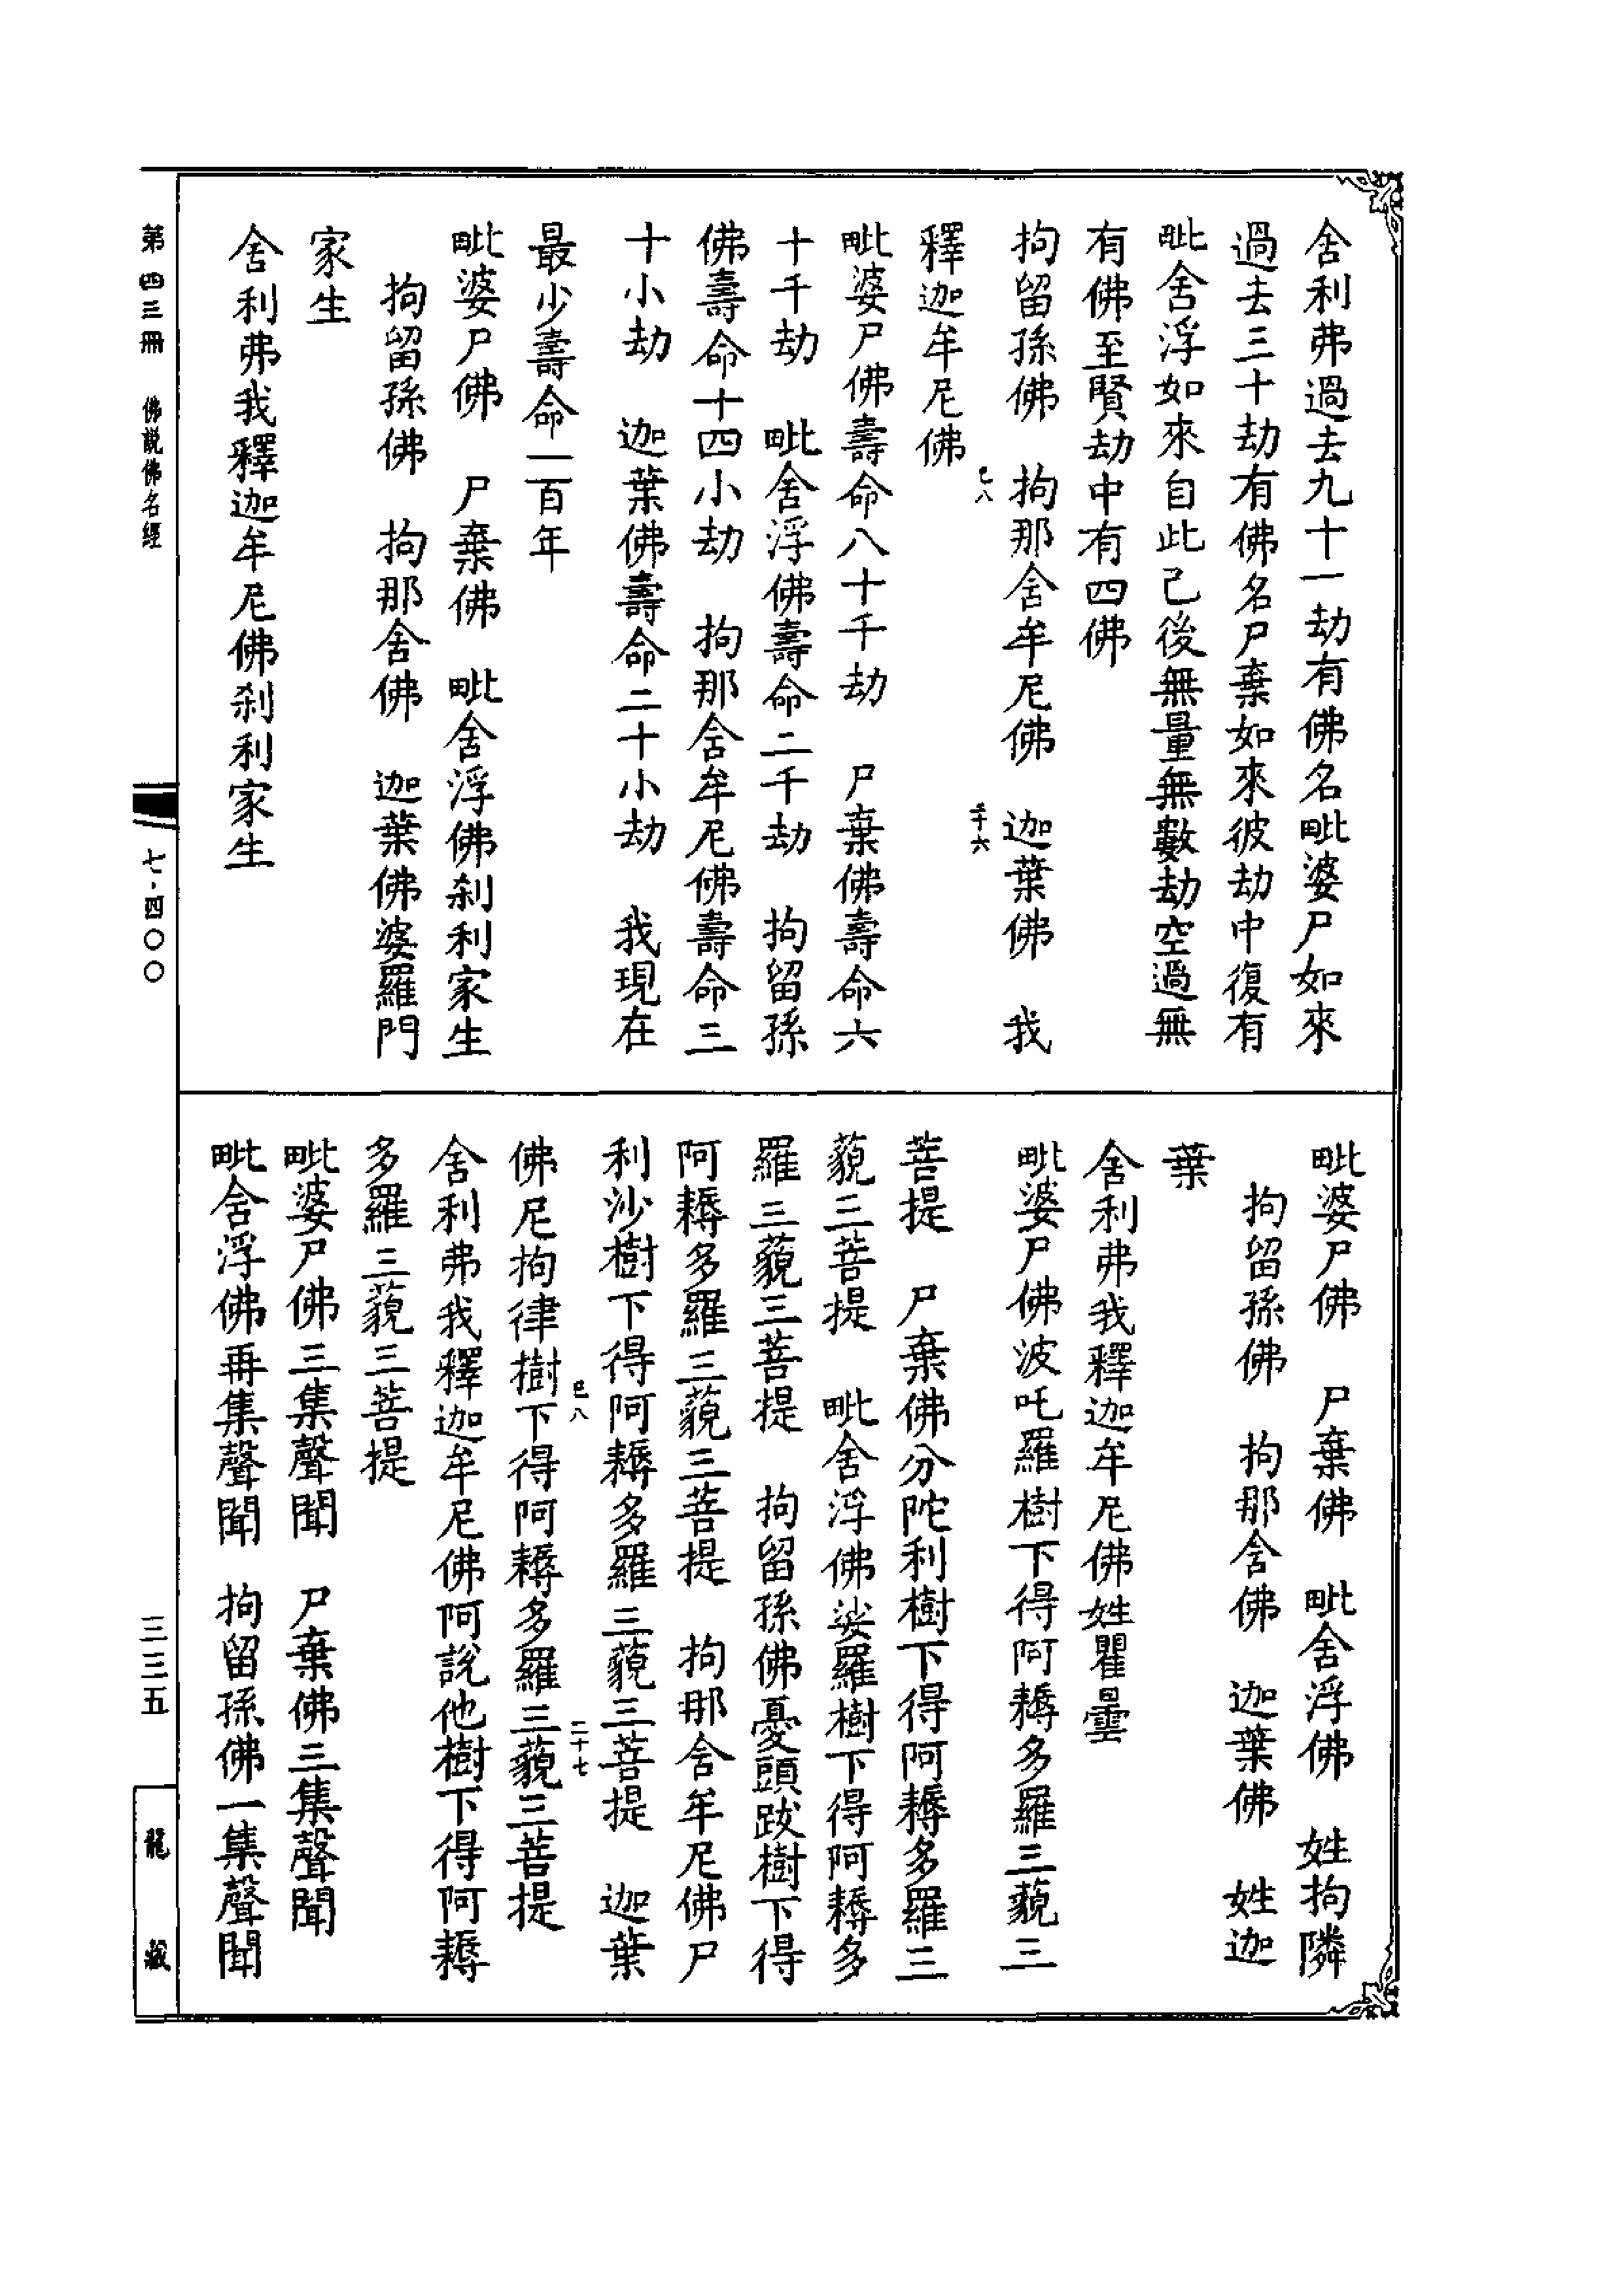 舍利弗過去九十一劫有佛名毗婆尸如來
過去三十劫有佛名尸棄如來彼劫中復有
毗舍浮如來自此已後無量無數劫空過無
有佛至賢劫中有四佛
拘留孫佛　拘那舍牟尼佛　迦葉佛　我
釋迦牟尼佛
毗婆尸佛壽命八十千劫　尸棄佛壽命六
十千劫　毗舍浮佛壽命二千劫　拘留孫
佛壽命十四小劫　拘那舍牟尼佛壽命三
十小劫　迦葉佛壽命二十小劫　我現在
最少壽命一百年
毗婆尸佛　尸棄佛　毗舍浮佛刹利家生
拘留孫佛　拘那舍佛　迦葉佛婆羅門
家生
舍利弗我釋迦牟尼佛刹利家生
毗婆尸佛　尸棄佛　毗舍浮佛　姓拘隣
拘留孫佛　拘那舍佛　迦葉佛　姓迦
葉
舍利弗我釋迦牟尼佛姓瞿曇
毗婆尸佛波吒羅樹下得阿耨多羅三藐三
菩提　尸棄佛分陀利樹下得阿耨多羅三
藐三菩提　毗舍浮佛娑羅樹下得阿耨多
羅三藐三菩提　拘留孫佛憂頭跋樹下得
阿耨多羅三藐三菩提　拘那舍牟尼佛尸
利沙樹下得阿耨多羅三藐三菩提　迦葉
佛尼拘律樹下得阿耨多羅三藐三菩提
舍利弗我釋迦牟尼佛阿說他樹下得阿耨
多羅三藐三菩提
毗婆尸佛三集聲聞　尸棄佛三集聲聞
毗舍浮佛再集聲聞　拘留孫佛一集聲聞
第四三冊　佛說佛名經
七-四〇〇
三三五
龍藏